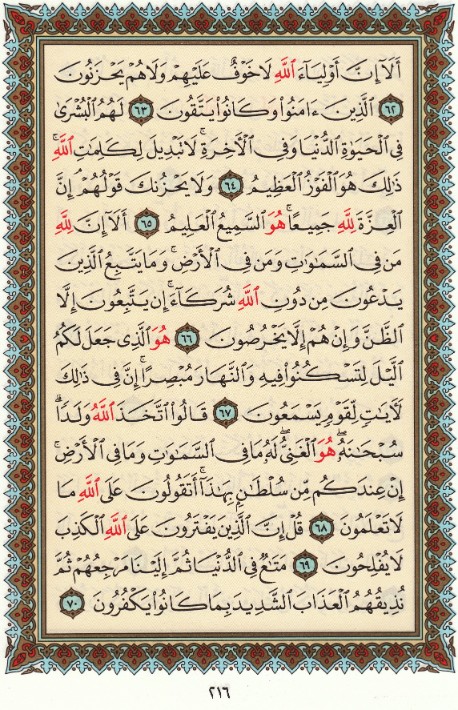 أَلَآ إِنَّ أَوْلِيَآءَ ٱللَّهِ لَا خَوْفٌ عَلَيْهِمْ وَلَا هُمْ يَحْزَنُونَ
﴿٦٢﴾ ٱلَّذِينَ ءَامَنُوا۟ وَكَانُوا۟ يَتَّقُونَ ﴿٦٣﴾ لَهُمُ ٱلْبُشْرَىٰ
فِى ٱلْحَيَوٰةِ ٱلدُّنْيَا وَفِى ٱلْـَٔاخِرَةِ ۚ لَا تَبْدِيلَ لِكَلِمَٰتِ ٱللَّهِ ۚ
ذَٰلِكَ هُوَ ٱلْفَوْزُ ٱلْعَظِيمُ ﴿٦٤﴾ وَلَا يَحْزُنكَ قَوْلُهُمْ ۘ إِنَّ
ٱلْعِزَّةَ لِلَّهِ جَمِيعًا ۚ هُوَ ٱلسَّمِيعُ ٱلْعَلِيمُ ﴿٦٥﴾ أَلَآ إِنَّ لِلَّهِ
مَن فِى ٱلسَّمَٰوَٰتِ وَمَن فِى ٱلْأَرْضِ ۗ وَمَا يَتَّبِعُ ٱلَّذِينَ
يَدْعُونَ مِن دُونِ ٱللَّهِ شُرَكَآءَ ۚ إِن يَتَّبِعُونَ إِلَّا
ٱلظَّنَّ وَإِنْ هُمْ إِلَّا يَخْرُصُونَ ﴿٦٦﴾ هُوَ ٱلَّذِى جَعَلَ لَكُمُ
ٱلَّيْلَ لِتَسْكُنُوا۟ فِيهِ وَٱلنَّهَارَ مُبْصِرًا ۚ إِنَّ فِى ذَٰلِكَ
لَـَٔايَٰتٍ لِّقَوْمٍ يَسْمَعُونَ ﴿٦٧﴾ قَالُوا۟ ٱتَّخَذَ ٱللَّهُ وَلَدًا ۗ
سُبْحَٰنَهُۥ ۖ هُوَ ٱلْغَنِىُّ ۖ لَهُۥ مَا فِى ٱلسَّمَٰوَٰتِ وَمَا فِى ٱلْأَرْضِ ۚ
إِنْ عِندَكُم مِّن سُلْطَٰنٍۭ بِهَٰذَآ ۚ أَتَقُولُونَ عَلَى ٱللَّهِ مَا
لَا تَعْلَمُونَ ﴿٦٨﴾ قُلْ إِنَّ ٱلَّذِينَ يَفْتَرُونَ عَلَى ٱللَّهِ ٱلْكَذِبَ
لَا يُفْلِحُونَ ﴿٦٩﴾ مَتَٰعٌ فِى ٱلدُّنْيَا ثُمَّ إِلَيْنَا مَرْجِعُهُمْ ثُمَّ
نُذِيقُهُمُ ٱلْعَذَابَ ٱلشَّدِيدَ بِمَا كَانُوا۟ يَكْفُرُونَ ﴿٧٠﴾
٢١٦